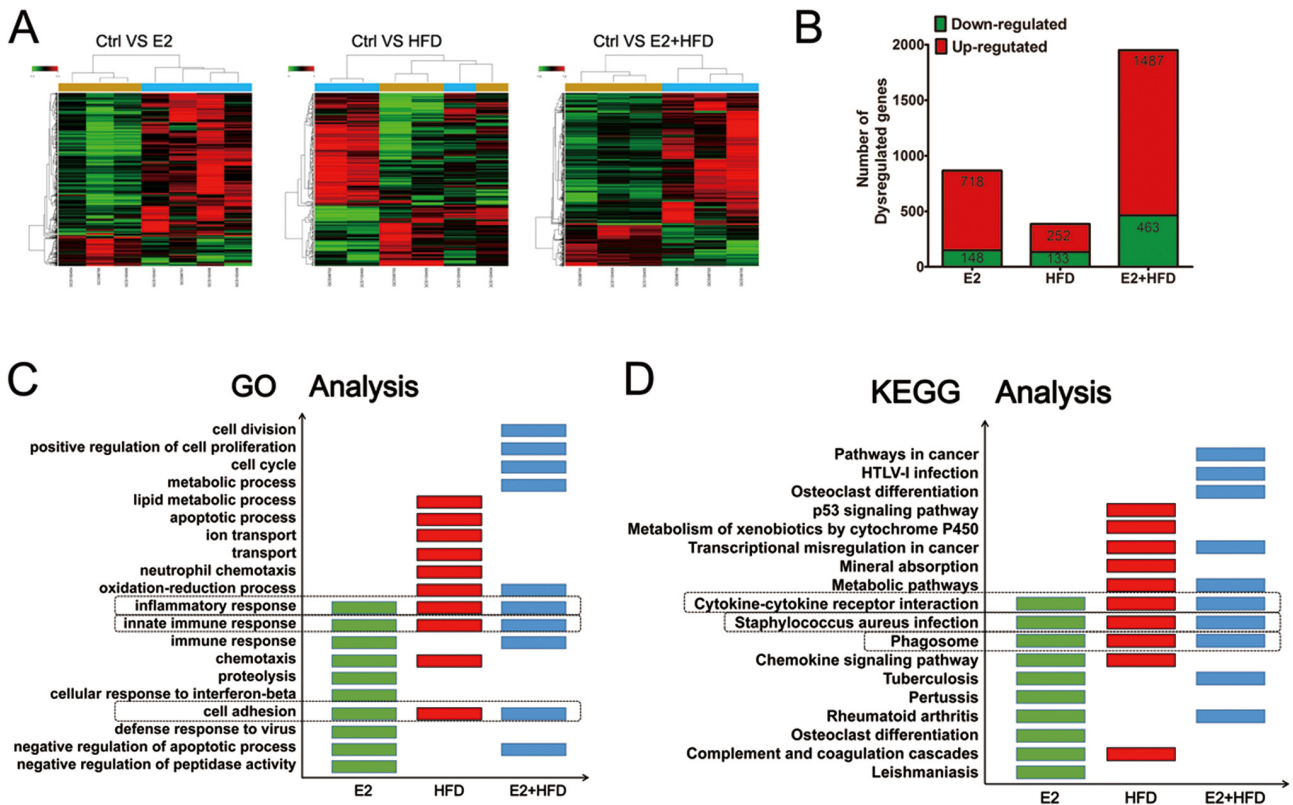 A
Ctrl VS E2
Ctrl VS HFD
Ctrl VS E2+HFD
B
Down-regulated
Up-regutated
Number of
Dysregulated genes
2000
1500
1000
500
0
718
148
252
133
1487
463
E2
HFD
E2+HFD
C
GO Analysis
cell division
positive regulation of cell proliferation
cell cycle
metabolic process
lipid metabolic process
apoptotic process
ion transport
transport
neutrophil chemotaxis
oxidation-reduction process
inflammatory response
innate immune response
immune response
chemotaxis
proteolysis
cellular response to interferon-beta
cell adhesion
defense response to virus
negative regulation of apoptotic process
negative regulation of peptidase activity
E2
HFD
E2+HFD
D
KEGG Analysis
Pathways in cancer
HTLV-I infection
Osteoclast differentiation
p53 signaling pathway
Metabolism of xenobiotics by cytochrome P450
Transcriptional misregulation in cancer
Mineral absorption
Metabolic pathways
Cytokine-cytokine receptor interaction
Staphylococcus aureus infection
Phagosome
Chemokine signaling pathway
Tuberculosis
Pertussis
Rheumatoid arthritis
Osteoclast differentiation
Complement and coagulation cascades
Leishmaniasis
E2
HFD
E2+HFD